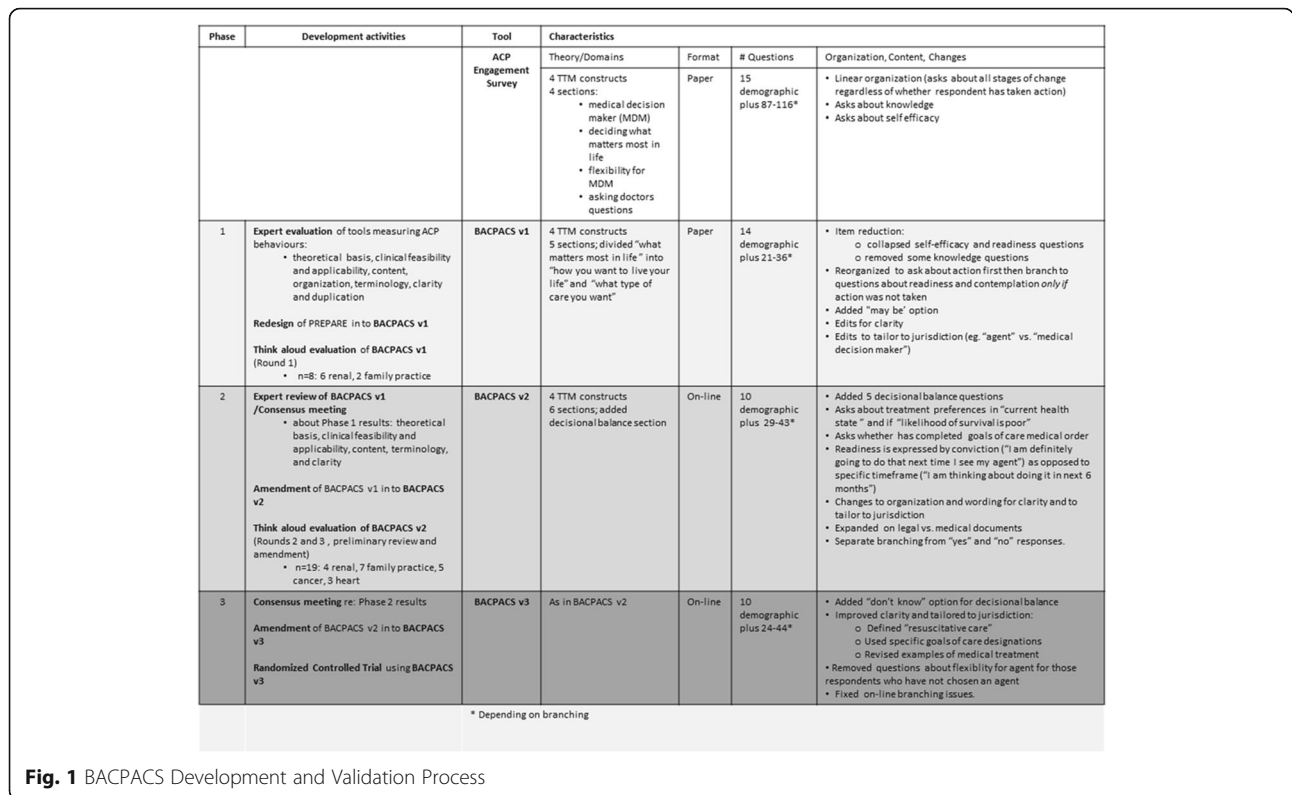 Phase
Development activities
Tool
Characteristics
ACP
Engagement
Survey
Theory/Domains
Format
# Questions
Organization, Content, Changes
4 TTM constructs
4 sections:
• medical decision
maker (MDM)
• deciding what
matters most in
life
• flexibility for
MDM
• asking doctors
questions
Paper
15
demographic
plus 87-116*
• Linear organization (asks about all stages of change
regardless of whether respondent has taken action)
• Asks about knowledge
• Asks about self efficacy
1
Expert evaluation of tools measuring ACP
behaviours:
• theoretical basis, clinical feasibility
and applicability, content,
organization, terminology, clarity
and duplication
Redesign of PREPARE in to BACPACS v1
Think aloud evaluation of BACPACS v1
(Round 1)
• n=8: 6 renal, 2 family practice
BACPACS v1
4 TTM constructs
5 sections; divided "what
matters most in life" into
"how you want to live your
life" and "what type of
care you want"
Paper
14
demographic
plus 21-36*
• Item reduction:
o collapsed self-efficacy and readiness questions
o removed some knowledge questions
• Reorganized to ask about action first then branch to
questions about readiness and contemplation only if
action was not taken
• Added "may be' option
• Edits for clarity
• Edits to tailor to jurisdiction (eg. "agent" vs. "medical
decision maker")
2
Expert review of BACPACS v1
/Consensus meeting
• about Phase 1 results: theoretical
basis, clinical feasibility and
applicability, content, terminology,
and clarity
Amendment of BACPACS v1 in to BACPACS
v2
Think aloud evaluation of BACPACS v2
(Rounds 2 and 3 , preliminary review and
amendment)
• n=19: 4 renal, 7 family practice, 5
cancer, 3 heart
BACPACS v2
4 TTM constructs
6 sections; added
decisional balance section
On-line
10
demographic
plus 29-43*
• Added 5 decisional balance questions
• Asks about treatment preferences in "current health
state " and if "likelihood of survival is poor"
• Asks whether has completed goals of care medical order
• Readiness is expressed by conviction ("I am definitely
going to do that next time I see my agent") as opposed to
specific timeframe ("I am thinking about doing it in next 6
months")
• Changes to organization and wording for clarity and to
tailor to jurisdiction
• Expanded on legal vs. medical documents
• Separate branching from "yes" and "no" responses.
3
Consensus meeting re: Phase 2 results
Amendment of BACPACS v2 in to BACPACS
v3
Randomized Controlled Trial using BACPACS
v3
BACPACS v3
As in BACPACS v2
On-line
10
demographic
plus 24-44*
• Added "don't know" option for decisional balance
• Improved clarity and tailored to jurisdiction:
o Defined "resuscitative care"
o Used specific goals of care designations
o Revised examples of medical treatment
• Removed questions about flexiblity for agent for those
respondents who have not chosen an agent
• Fixed on-line branching issues.
* Depending on branching
Fig. 1 BACPACS Development and Validation Process